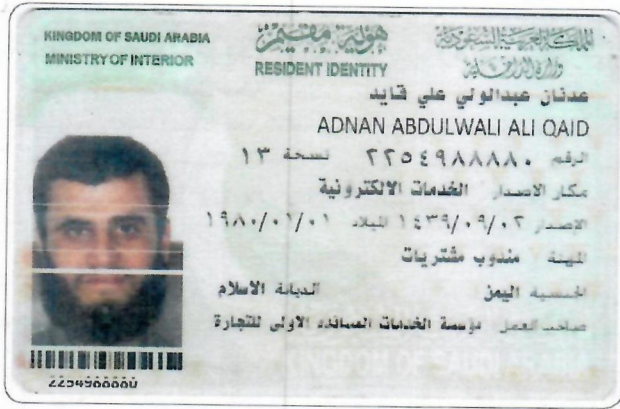 KINGDOM OF SAUDI ARABIA
MINISTRY OF INTERIOR
هوية مقيم
RESIDENT IDENTITY
المملكة العربية السعودية
وزارة الداخلية
عدنان عبدالولي علي قايد
ADNAN ABDULWALI ALI QAID
الرقم ٢٢٥٤٩٨٨٨٨٠ نسخة ١٣
مكان الاصدار الخدمات الالكترونية
الاصدار ١٤٣٩/٠٩/٠٢ الميلاد ١٩٨٠/٠١/٠١
المهنة مندوب مشتريات
الجنسية اليمن الديانة الاسلام
صاحب العمل مؤسسة الخدمات المسانده الاولى للتجارة
2254988880